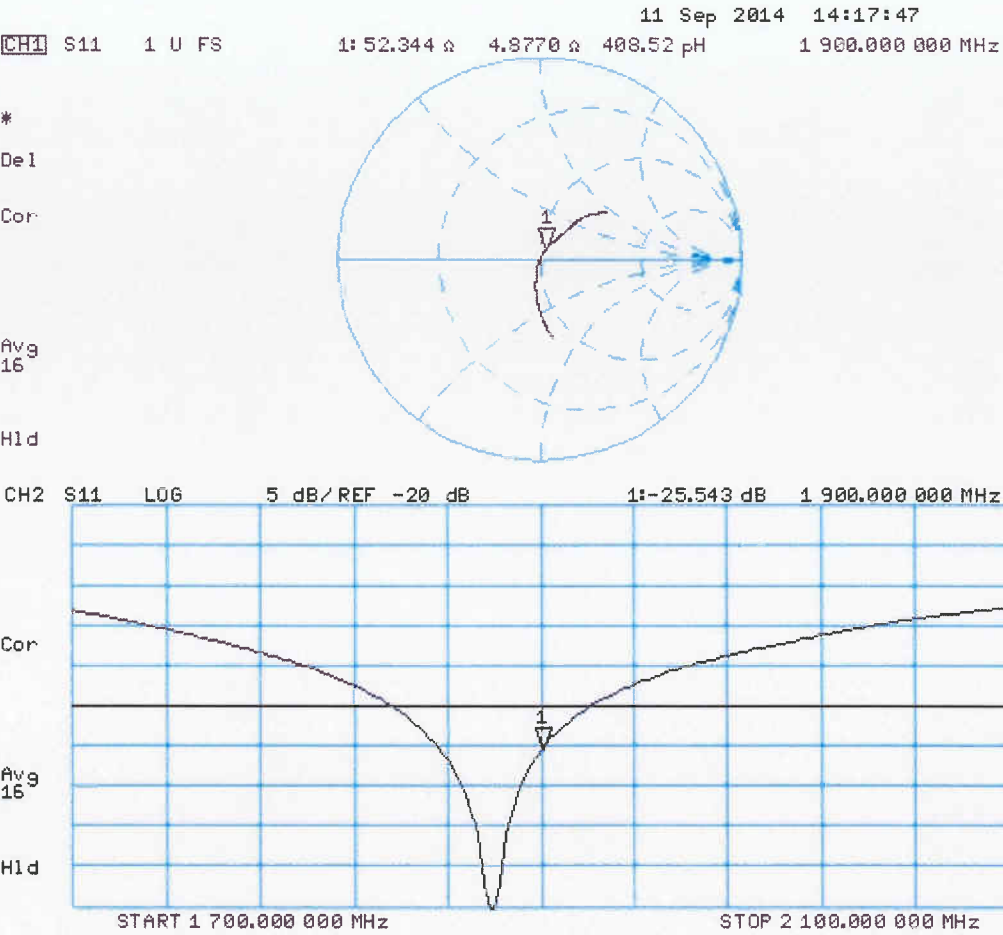 11 Sep 2014 14:17:47
CH1 S11 1 U FS 1: 52.344 Ω 4.8770 Ω 408.52 pH 1 900.000 000 MHz
*
Del
Cor
1
Avg
16
Hld
CH2 S11 LOG 5 dB/ REF -20 dB 1:-25.543 dB 1 900.000 000 MHz
Cor
1
Avg
16
Hld
START 1 700.000 000 MHz STOP 2 100.000 000 MHz